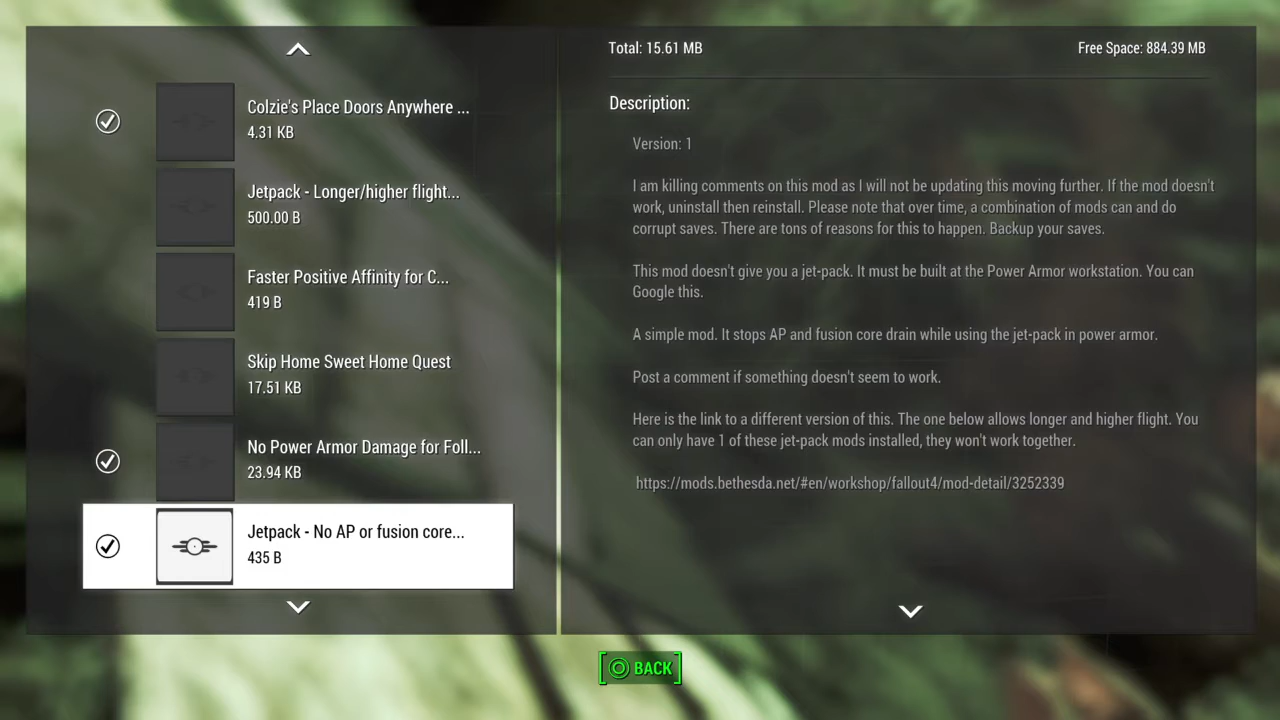 Total: 15.61 MB
Free Space: 884.39 MB
Colzie's Place Doors Anywhere ...
4.31 KB
Jetpack - Longer/higher flight...
500.00 B
Faster Positive Affinity for C...
419 B
Skip Home Sweet Home Quest
17.51 KB
No Power Armor Damage for Foll...
23.94 KB
Jetpack - No AP or fusion core...
435 B
Description:
Version: 1
I am killing comments on this mod as I will not be updating this moving further. If the mod doesn't
work, uninstall then reinstall. Please note that over time, a combination of mods can and do
corrupt saves. There are tons of reasons for this to happen. Backup your saves.
This mod doesn't give you a jet-pack. It must be built at the Power Armor workstation. You can
Google this.
A simple mod. It stops AP and fusion core drain while using the jet-pack in power armor.
Post a comment if something doesn't seem to work.
Here is the link to a different version of this. The one below allows longer and higher flight. You
can only have 1 of these jet-pack mods installed, they won't work together.
https://mods.bethesda.net/#en/workshop/fallout4/mod-detail/3252339
BACK